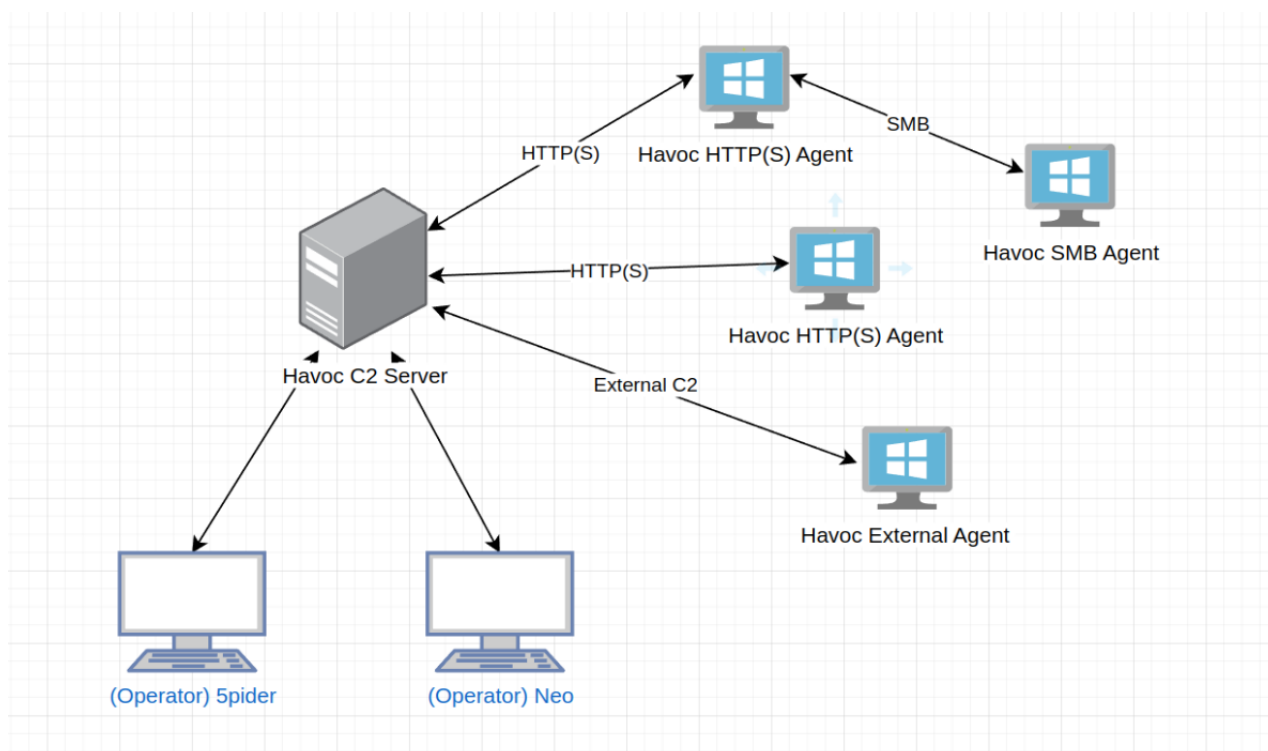 SMB
HTTP(S)
Havoc HTTP(S) Agent
Havoc SMB Agent
HTTP(S)
Havoc HTTP(S) Agent
Havoc C2 Server
External C2
Havoc External Agent
(Operator) 5pider
(Operator) Neo